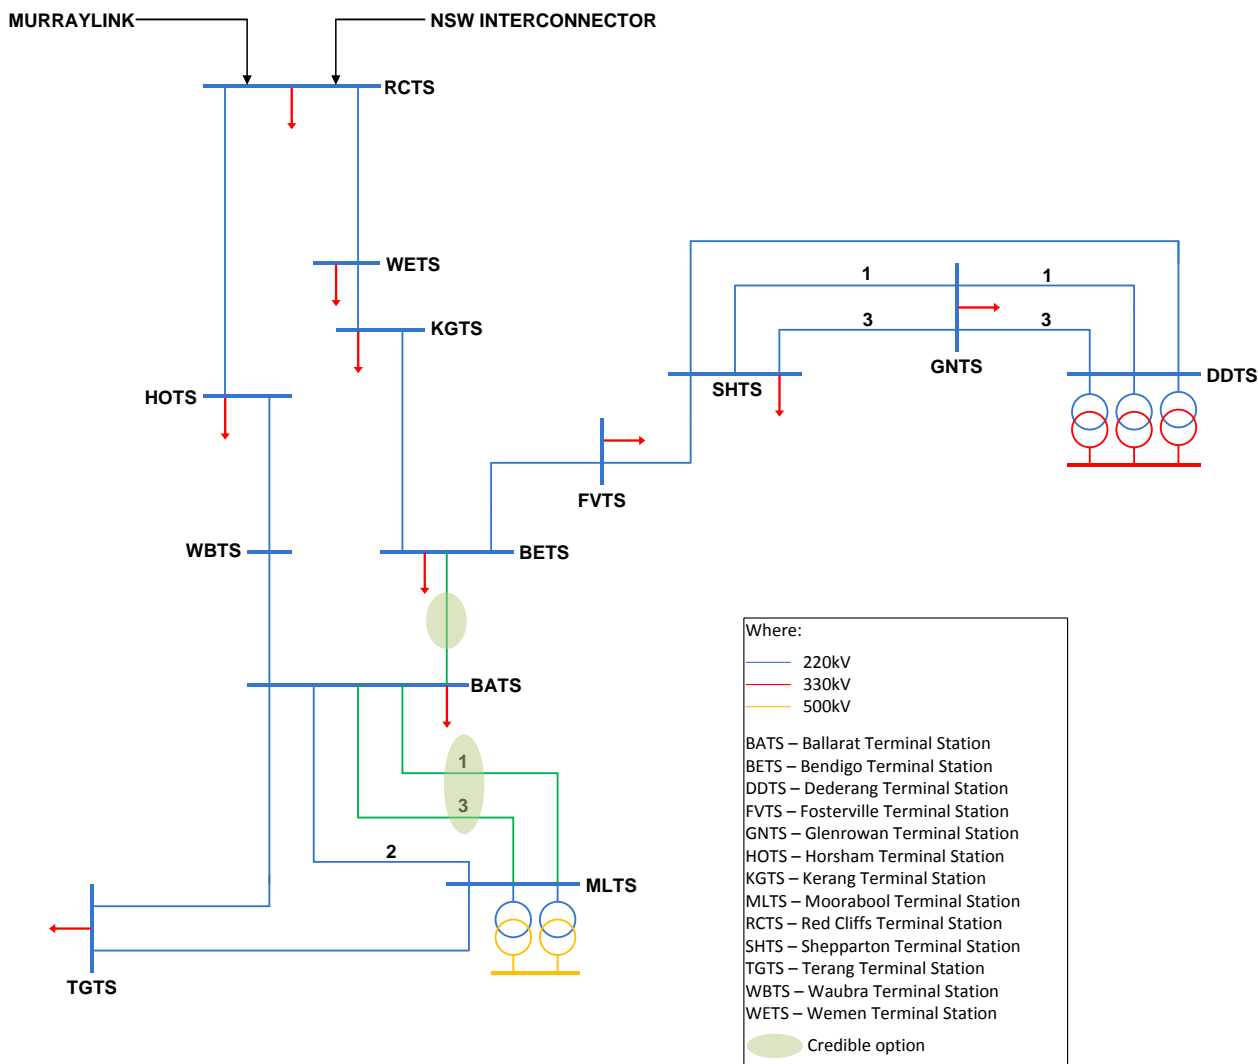 MURRAYLINK
NSW INTERCONNECTOR
RCTS
WETS
KGTS
HOTS
1
1
3
3
GNTS
SHTS
DDTS
FVTS
WBTS
BETS
BATS
1
3
2
MLTS
TGTS
Where:
220kV
330kV
500kV
BATS – Ballarat Terminal Station
BETS – Bendigo Terminal Station
DDTS – Dederang Terminal Station
FVTS – Fosterville Terminal Station
GNTS – Glenrowan Terminal Station
HOTS – Horsham Terminal Station
KGTS – Kerang Terminal Station
MLTS – Moorabool Terminal Station
RCTS – Red Cliffs Terminal Station
SHTS – Shepparton Terminal Station
TGTS – Terang Terminal Station
WBTS – Waubra Terminal Station
WETS – Wemen Terminal Station
Credible option